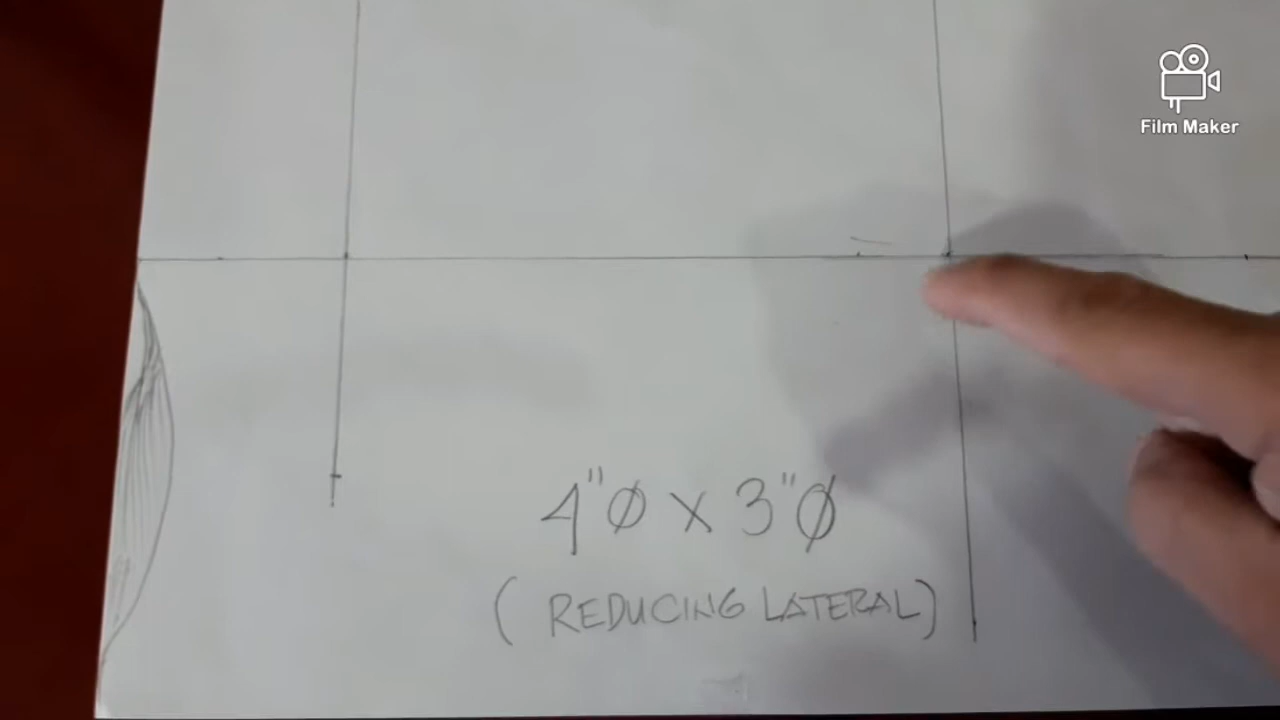 Film Maker
4"Ø X 3"Ø
( REDUCING LATERAL)